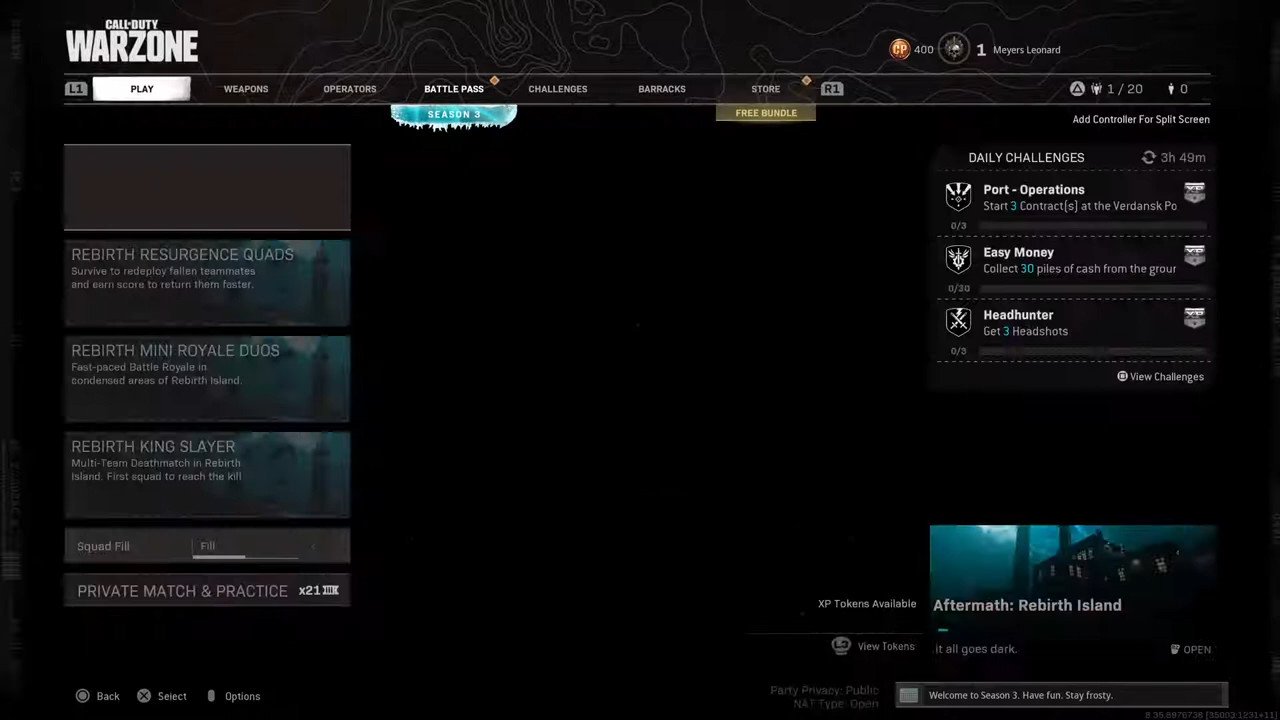 CALL OF DUTY
WARZONE
CP 400 1 Meyers Leonard
L1 PLAY WEAPONS OPERATORS BATTLE PASS CHALLENGES BARRACKS STORE R1 1 / 20 0
SEASON 3 FREE BUNDLE
Add Controller For Split Screen
REBIRTH RESURGENCE QUADS
Survive to redeploy fallen teammates
and earn score to return them faster.
REBIRTH MINI ROYALE DUOS
Fast-paced Battle Royale in
condensed areas of Rebirth Island.
REBIRTH KING SLAYER
Multi-Team Deathmatch in Rebirth
Island. First squad to reach the kill
Squad Fill Fill
PRIVATE MATCH & PRACTICE x21
DAILY CHALLENGES 3h 49m
Port - Operations XP
Start 3 Contract[s] at the Verdansk Po
0/3
Easy Money XP
Collect 30 piles of cash from the grour
0/30
Headhunter XP
Get 3 Headshots
0/3
View Challenges
XP Tokens Available
L2 View Tokens
Aftermath: Rebirth Island
it all goes dark. OPEN
Back Select Options
Party Privacy: Public
NAT Type: Open
Welcome to Season 3. Have fun. Stay frosty.